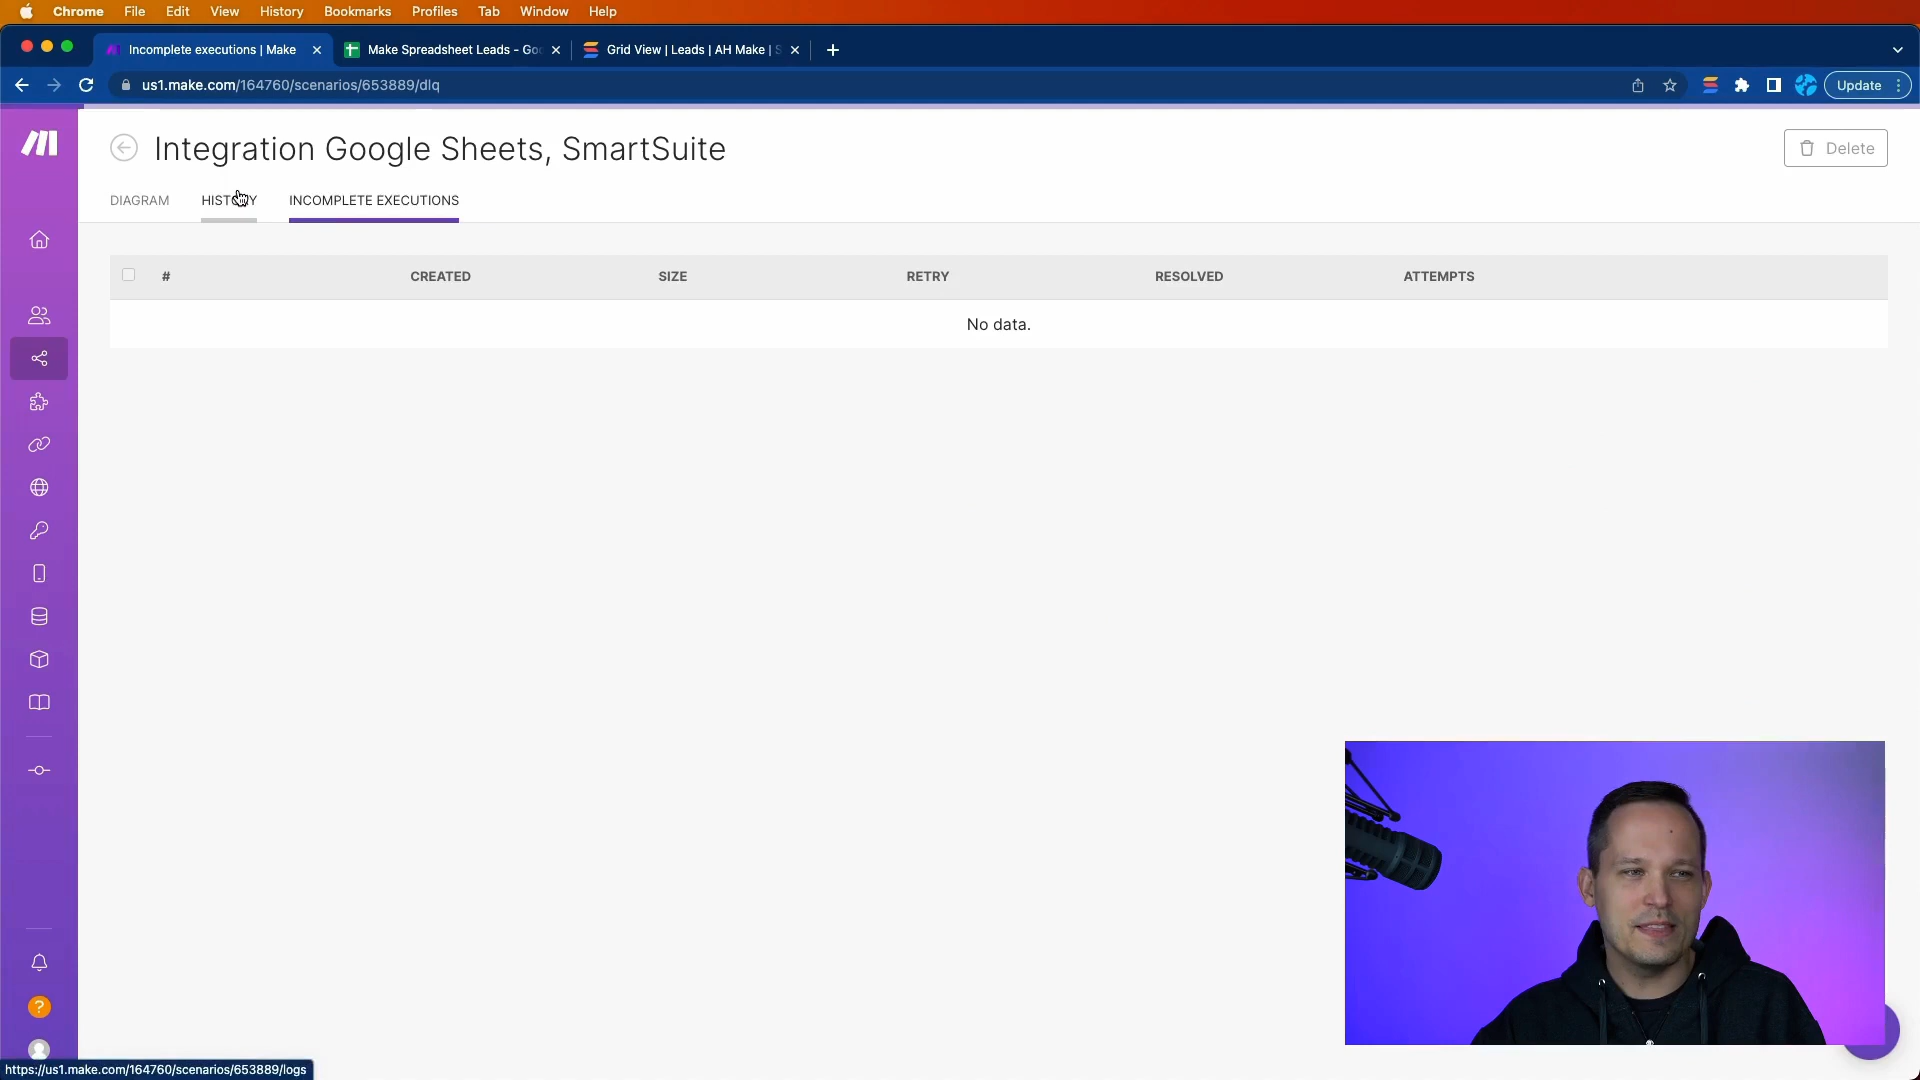 Chrome File Edit View History Bookmarks Profiles Tab Window Help
Incomplete executions | Make
Make Spreadsheet Leads - Go
Grid View | Leads | AH Make | S
us1.make.com/164760/scenarios/653889/dlq
Update
Integration Google Sheets, SmartSuite
Delete
DIAGRAM HISTORY INCOMPLETE EXECUTIONS
# CREATED SIZE RETRY RESOLVED ATTEMPTS
No data.
?
https://us1.make.com/164760/scenarios/653889/logs